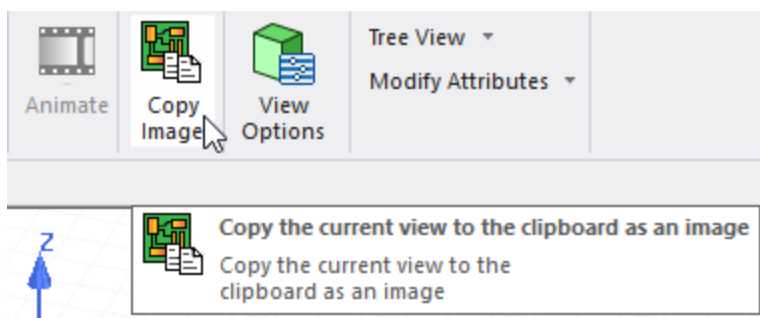 Animate
Copy
Image
View
Options
Tree View
Modify Attributes
Copy the current view to the clipboard as an image
Copy the current view to the
clipboard as an image
Z